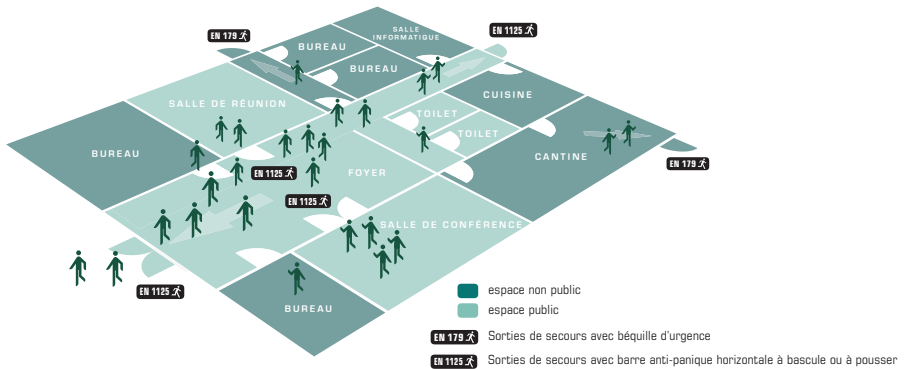 SALLE
INFORMATIQUE
EN 1125
EN 179
BUREAU
BUREAU
CUISINE
SALLE DE RÉUNION
TOILET
TOILET
BUREAU
CANTINE
EN 179
EN 1125
FOYER
EN 1125
SALLE DE CONFÉRENCE
EN 1125
BUREAU
espace non public
espace public
EN 179 Sorties de secours avec béquille d'urgence
EN 1125 Sorties de secours avec barre anti-panique horizontale à bascule ou à pousser